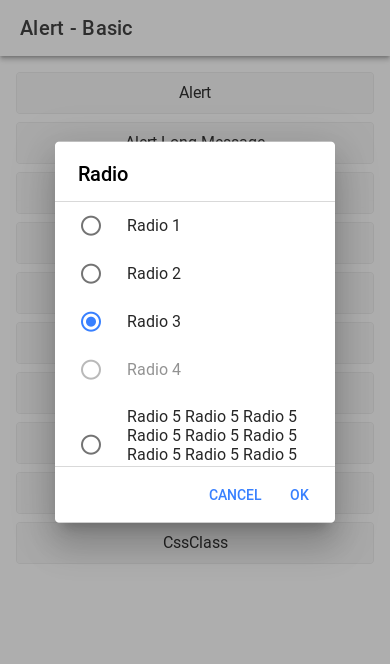 Alert - Basic
Alert
Alert Long Message
Radio
Radio 1
Radio 2
Radio 3
Radio 4
Radio 5 Radio 5 Radio 5
Radio 5 Radio 5 Radio 5
Radio 5 Radio 5 Radio 5
CANCEL OK
CssClass